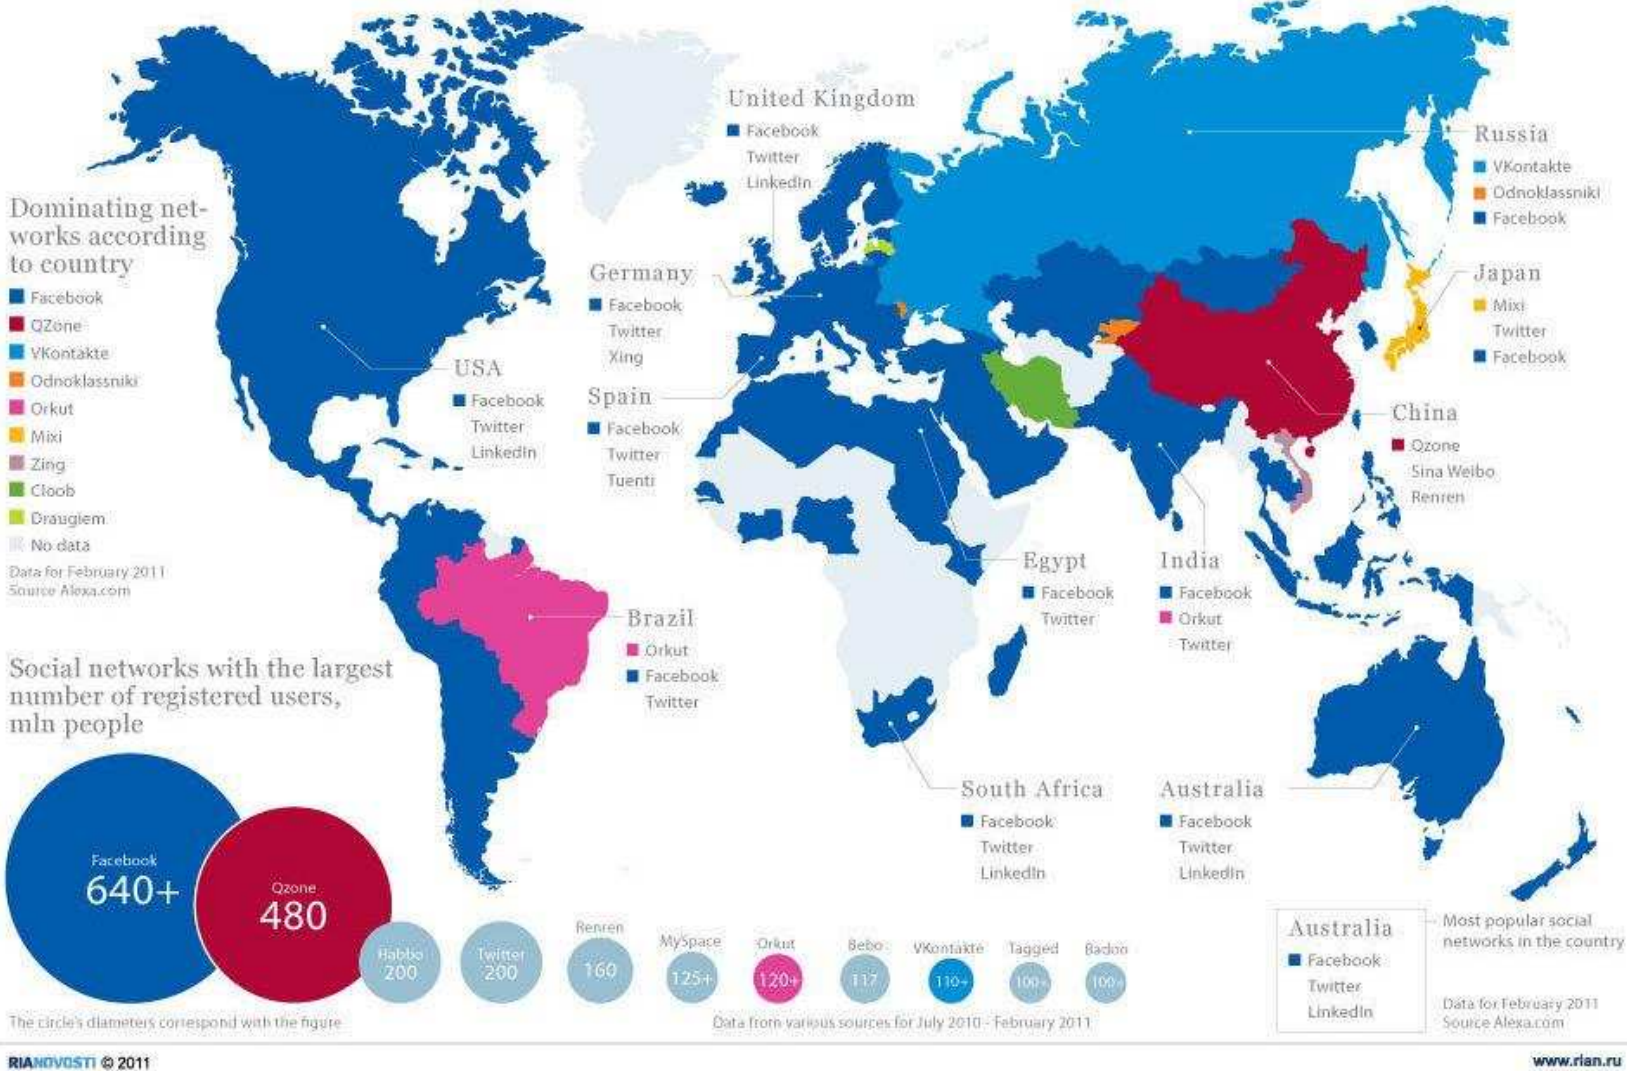 Dominating net-
works according
to country
Facebook
QZone
VKontakte
Odnoklassniki
Orkut
Mixi
Zing
Cloob
Draugiem
No data
Data for February 2011
Source Alexa.com
USA
Facebook
Twitter
LinkedIn
United Kingdom
Facebook
Twitter
LinkedIn
Germany
Facebook
Twitter
Xing
Spain
Facebook
Twitter
Tuenti
Russia
VKontakte
Odnoklassniki
Facebook
Japan
Mixi
Twitter
Facebook
China
Qzone
Sina Weibo
Renren
Egypt
Facebook
Twitter
India
Facebook
Orkut
Twitter
Brazil
Orkut
Facebook
Twitter
South Africa
Facebook
Twitter
LinkedIn
Australia
Facebook
Twitter
LinkedIn
Social networks with the largest
number of registered users,
mln people
Facebook
640+
Qzone
480
Habbo
200
Twitter
200
Renren
160
MySpace
125+
Orkut
120+
Bebo
117
VKontakte
110+
Tagged
100+
Badoo
100+
The circle's diameters correspond with the figure
Data from various sources for July 2010 - February 2011
Australia
Facebook
Twitter
LinkedIn
Most popular social
networks in the country
Data for February 2011
Source Alexa.com
RIANOVOSTI © 2011
www.rian.ru